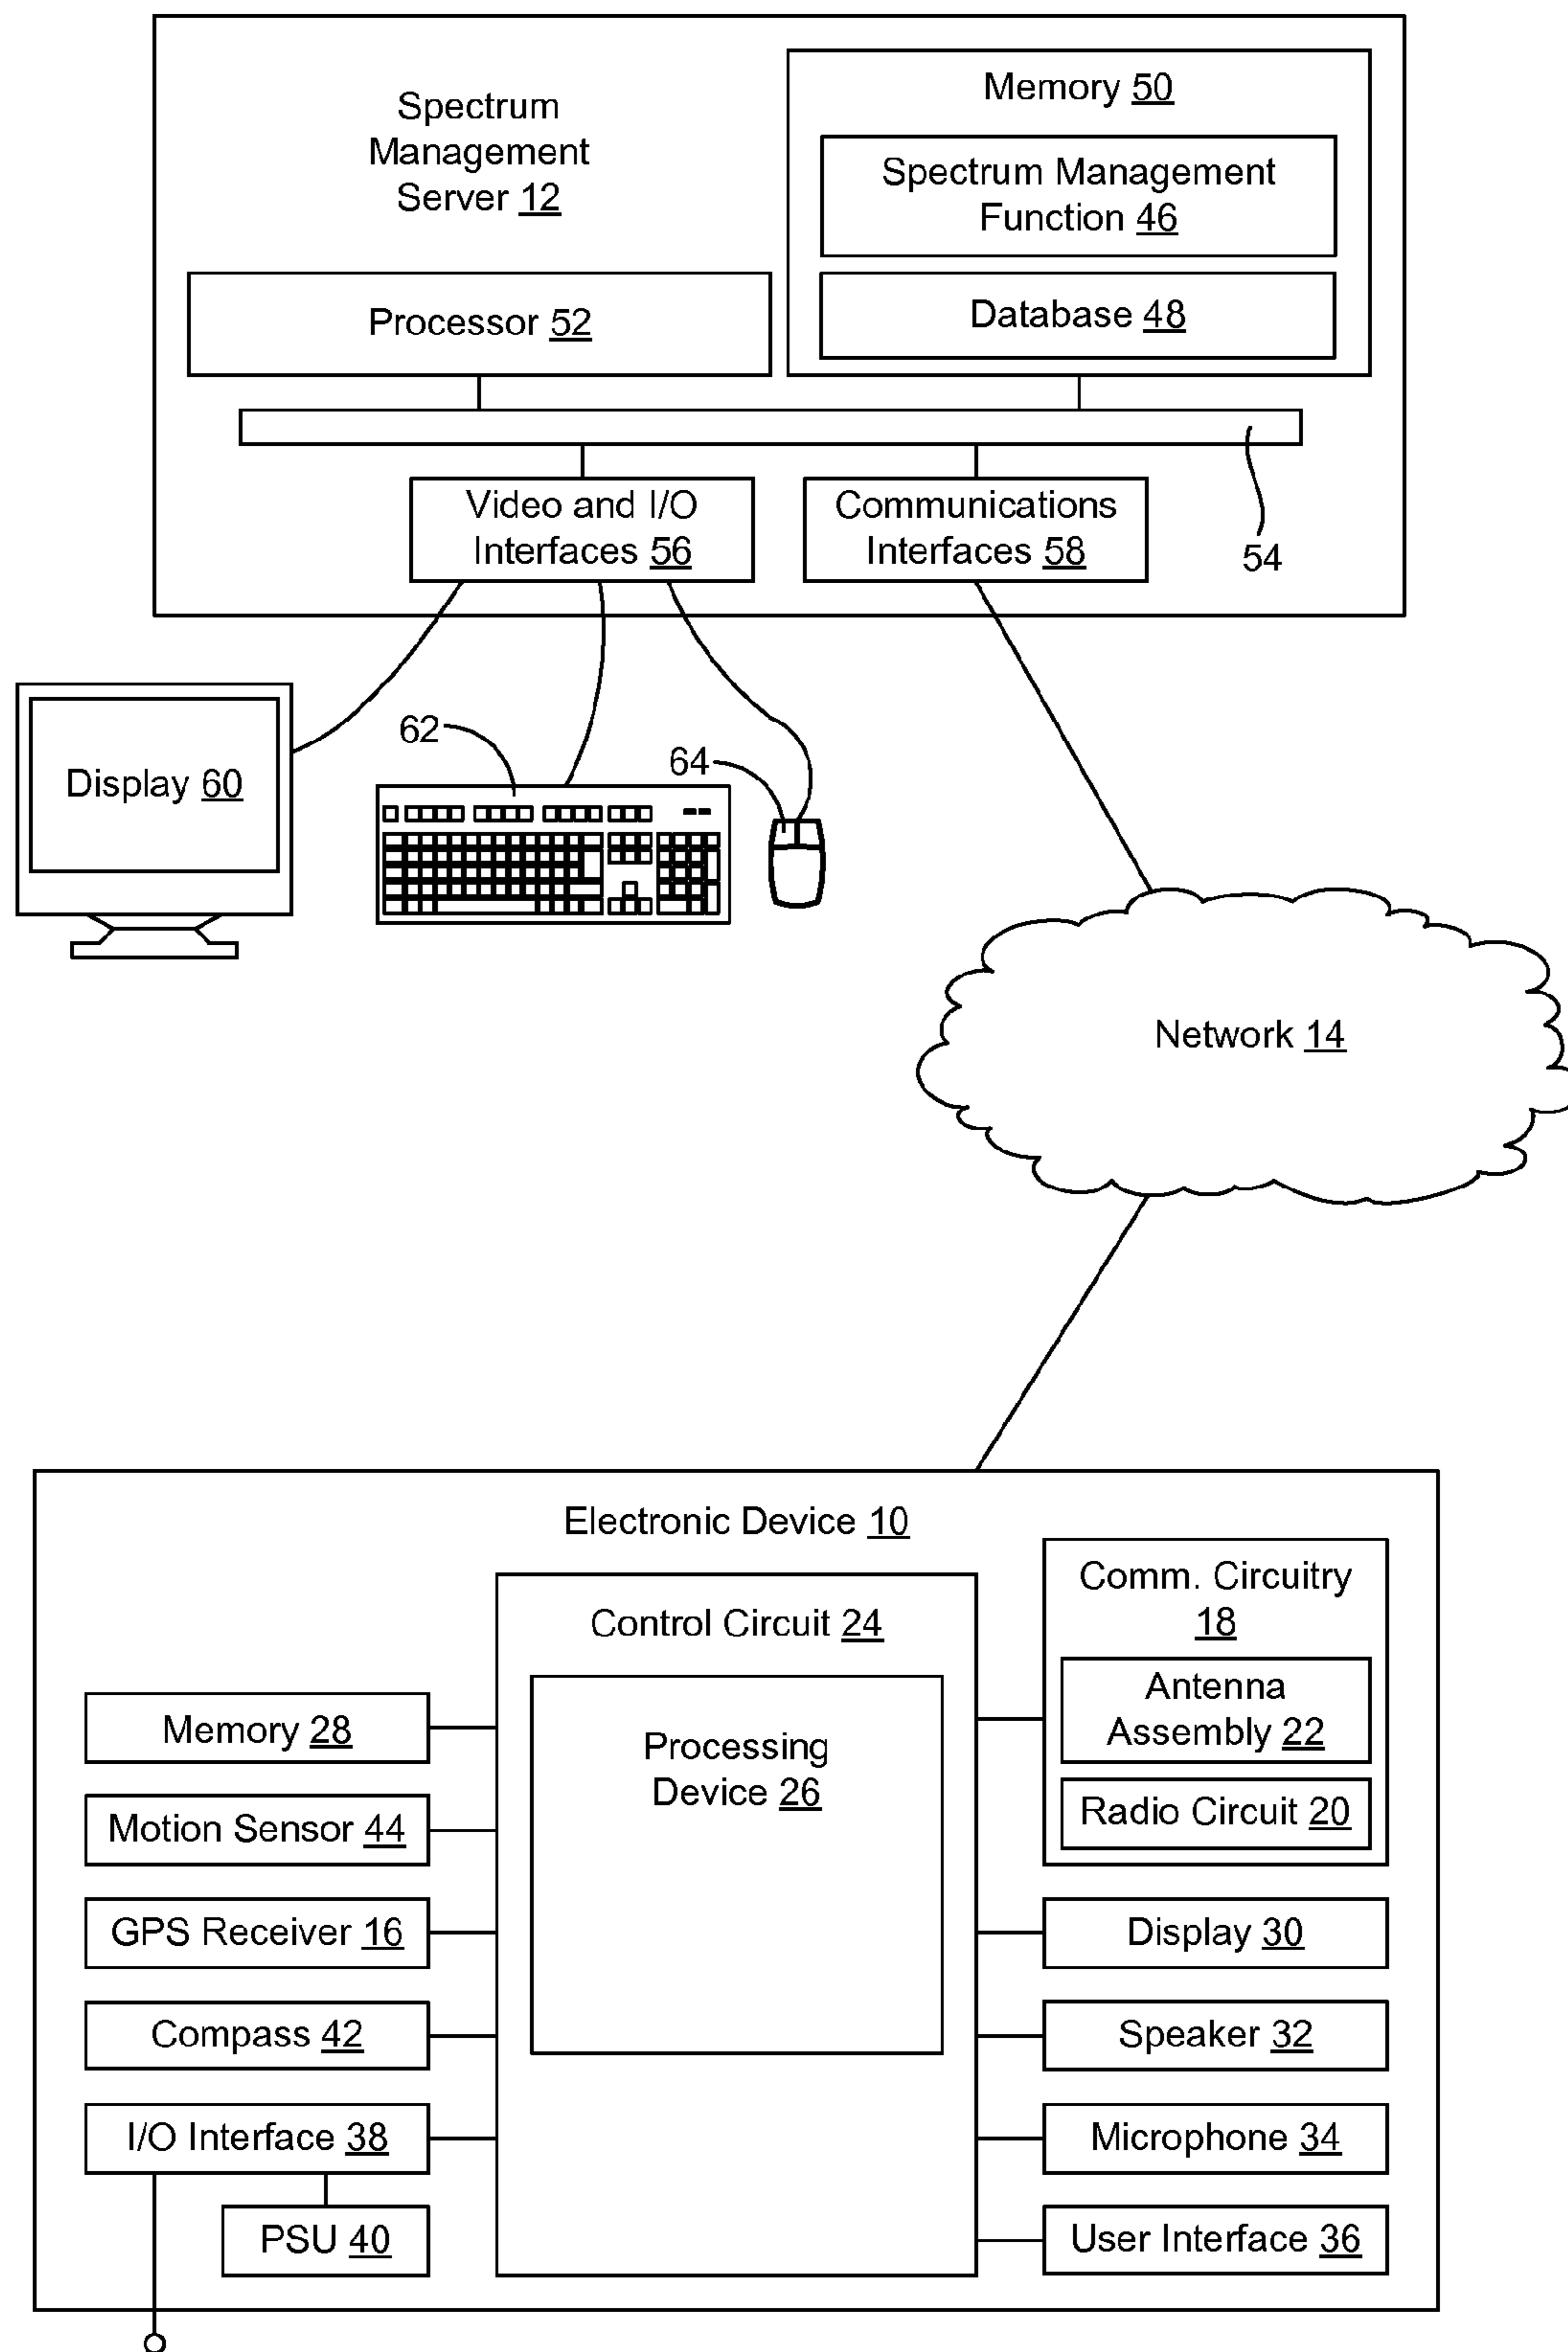 Spectrum
Management
Server 12
Memory 50
Spectrum Management
Function 46
Database 48
Processor 52
Video and I/O
Interfaces 56
Communications
Interfaces 58
54
Display 60
62
64
Network 14
Electronic Device 10
Control Circuit 24
Processing
Device 26
Memory 28
Motion Sensor 44
GPS Receiver 16
Compass 42
I/O Interface 38
PSU 40
Comm. Circuitry
18
Antenna
Assembly 22
Radio Circuit 20
Display 30
Speaker 32
Microphone 34
User Interface 36